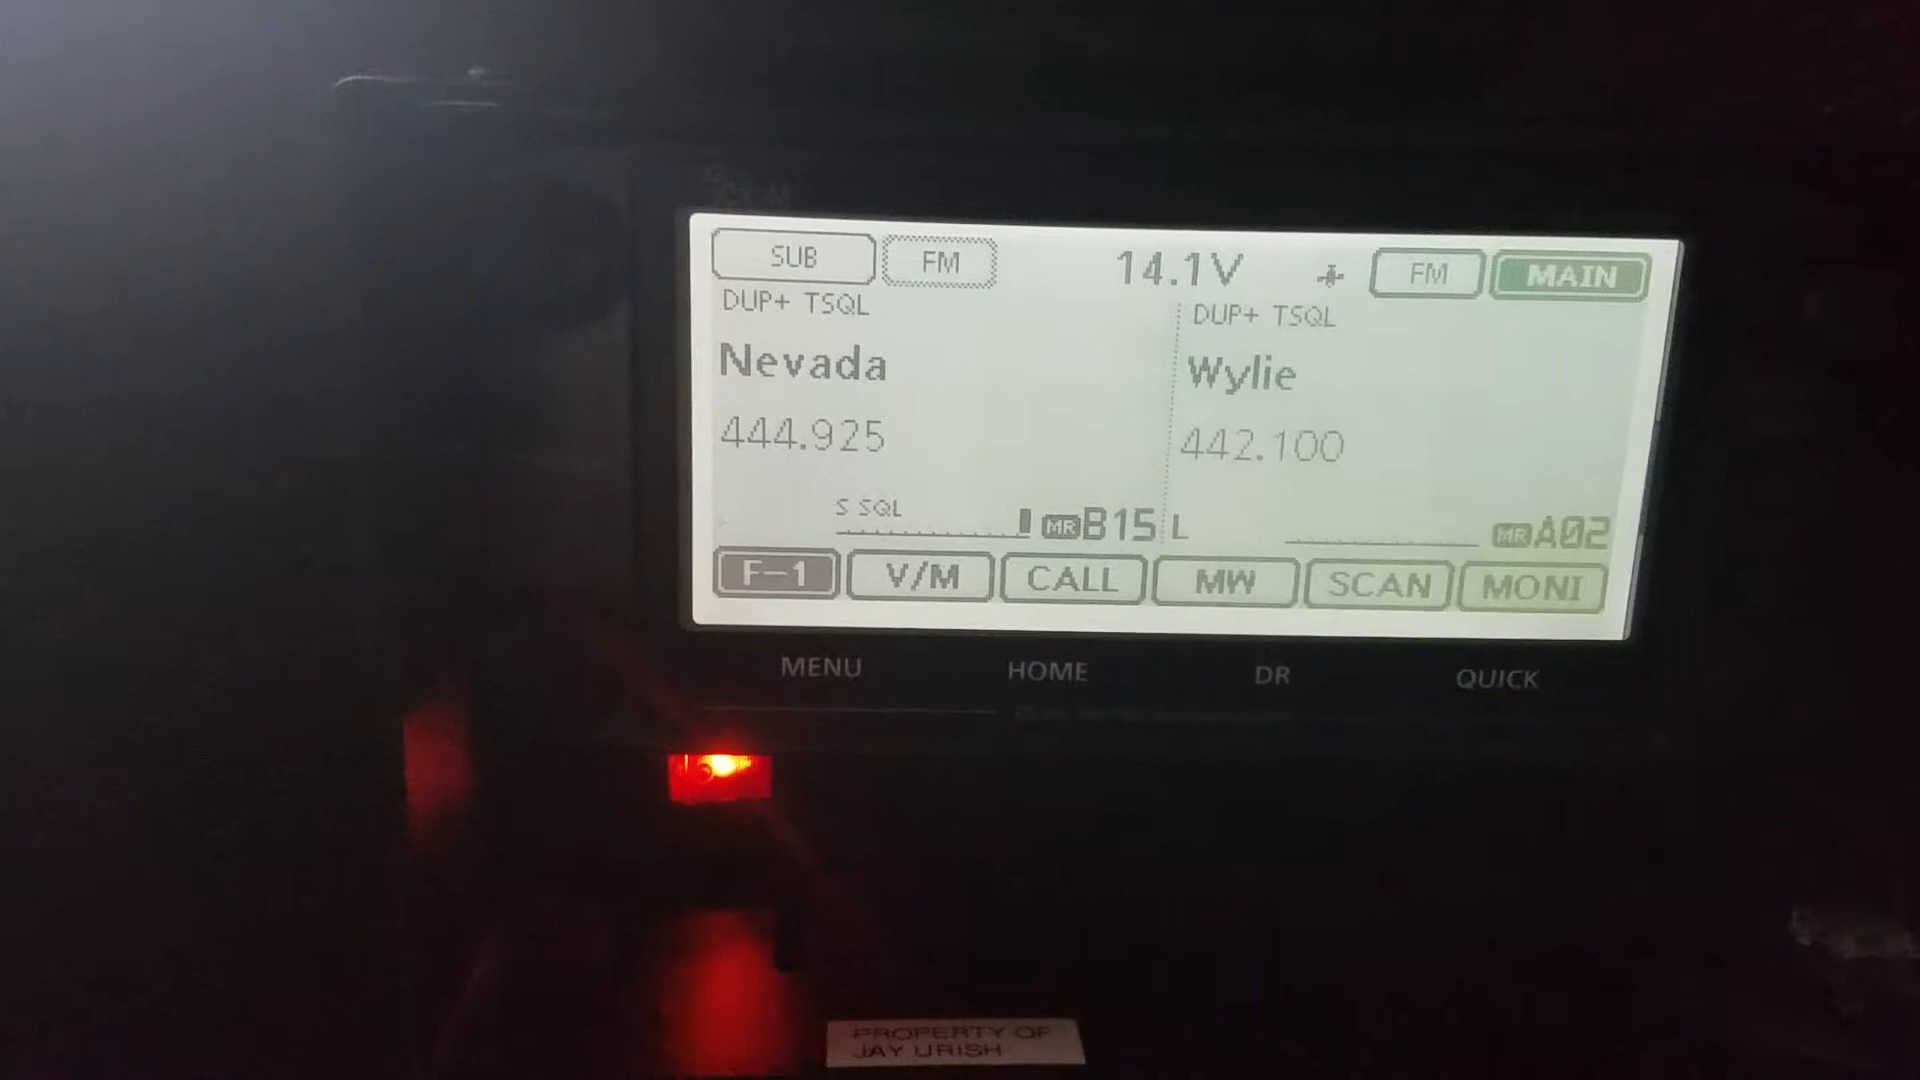 SUB FM 14.1V FM MAIN
DUP+ TSQL DUP+ TSQL
Nevada Wylie
444.925 442.100
S SQL MR B15 L MR A02
F-1 V/M CALL MW SCAN MONI
MENU HOME DR QUICK
PROPERTY OF
JAY URISH